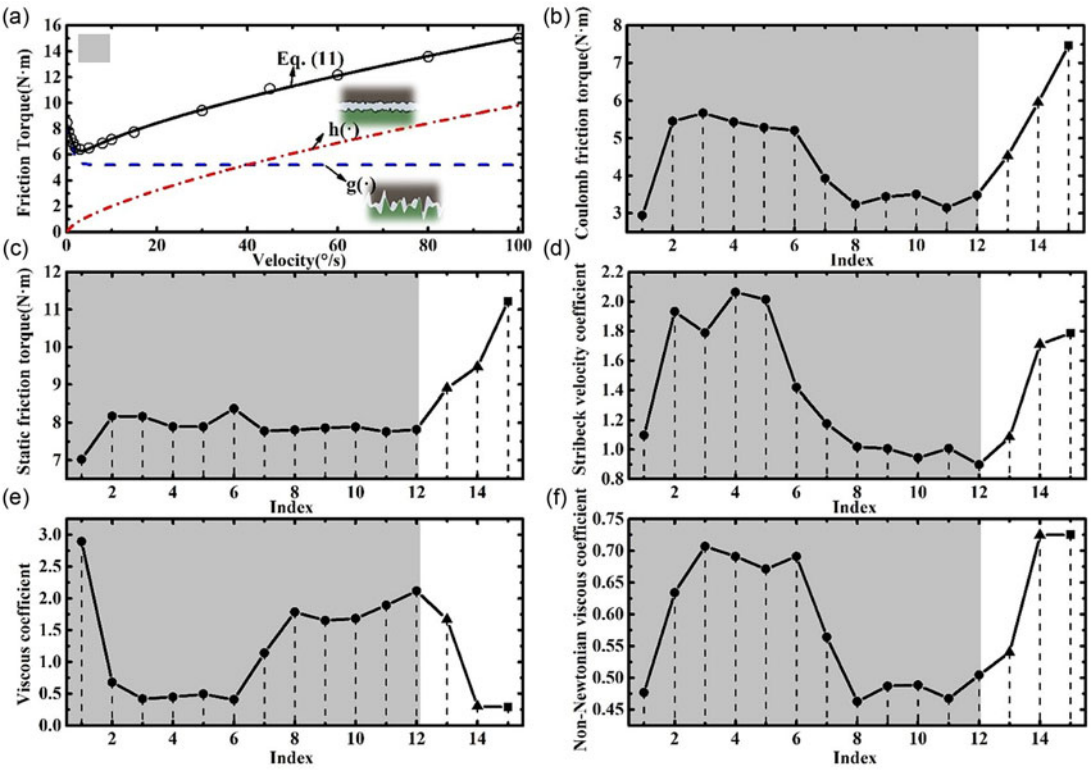 (a)
16
14
12
10
8
6
4
2
0
Friction Torque(N·m)
Eq. (11)
h(·)
g(·)
0 20 40 60 80 100
Velocity(°/s)
(b)
8
7
6
5
4
3
Coulomb friction torque(N·m)
2 4 6 8 10 12 14
Index
(c)
12
11
10
9
8
7
Static friction torque(N·m)
2 4 6 8 10 12 14
Index
(d)
2.2
2.0
1.8
1.6
1.4
1.2
1.0
0.8
Stribeck velocity coefficient
2 4 6 8 10 12 14
Index
(e)
3.0
2.5
2.0
1.5
1.0
0.5
0.0
Viscous coefficient
2 4 6 8 10 12 14
Index
(f)
0.75
0.70
0.65
0.60
0.55
0.50
0.45
Non-Newtonian viscous coefficient
2 4 6 8 10 12 14
Index